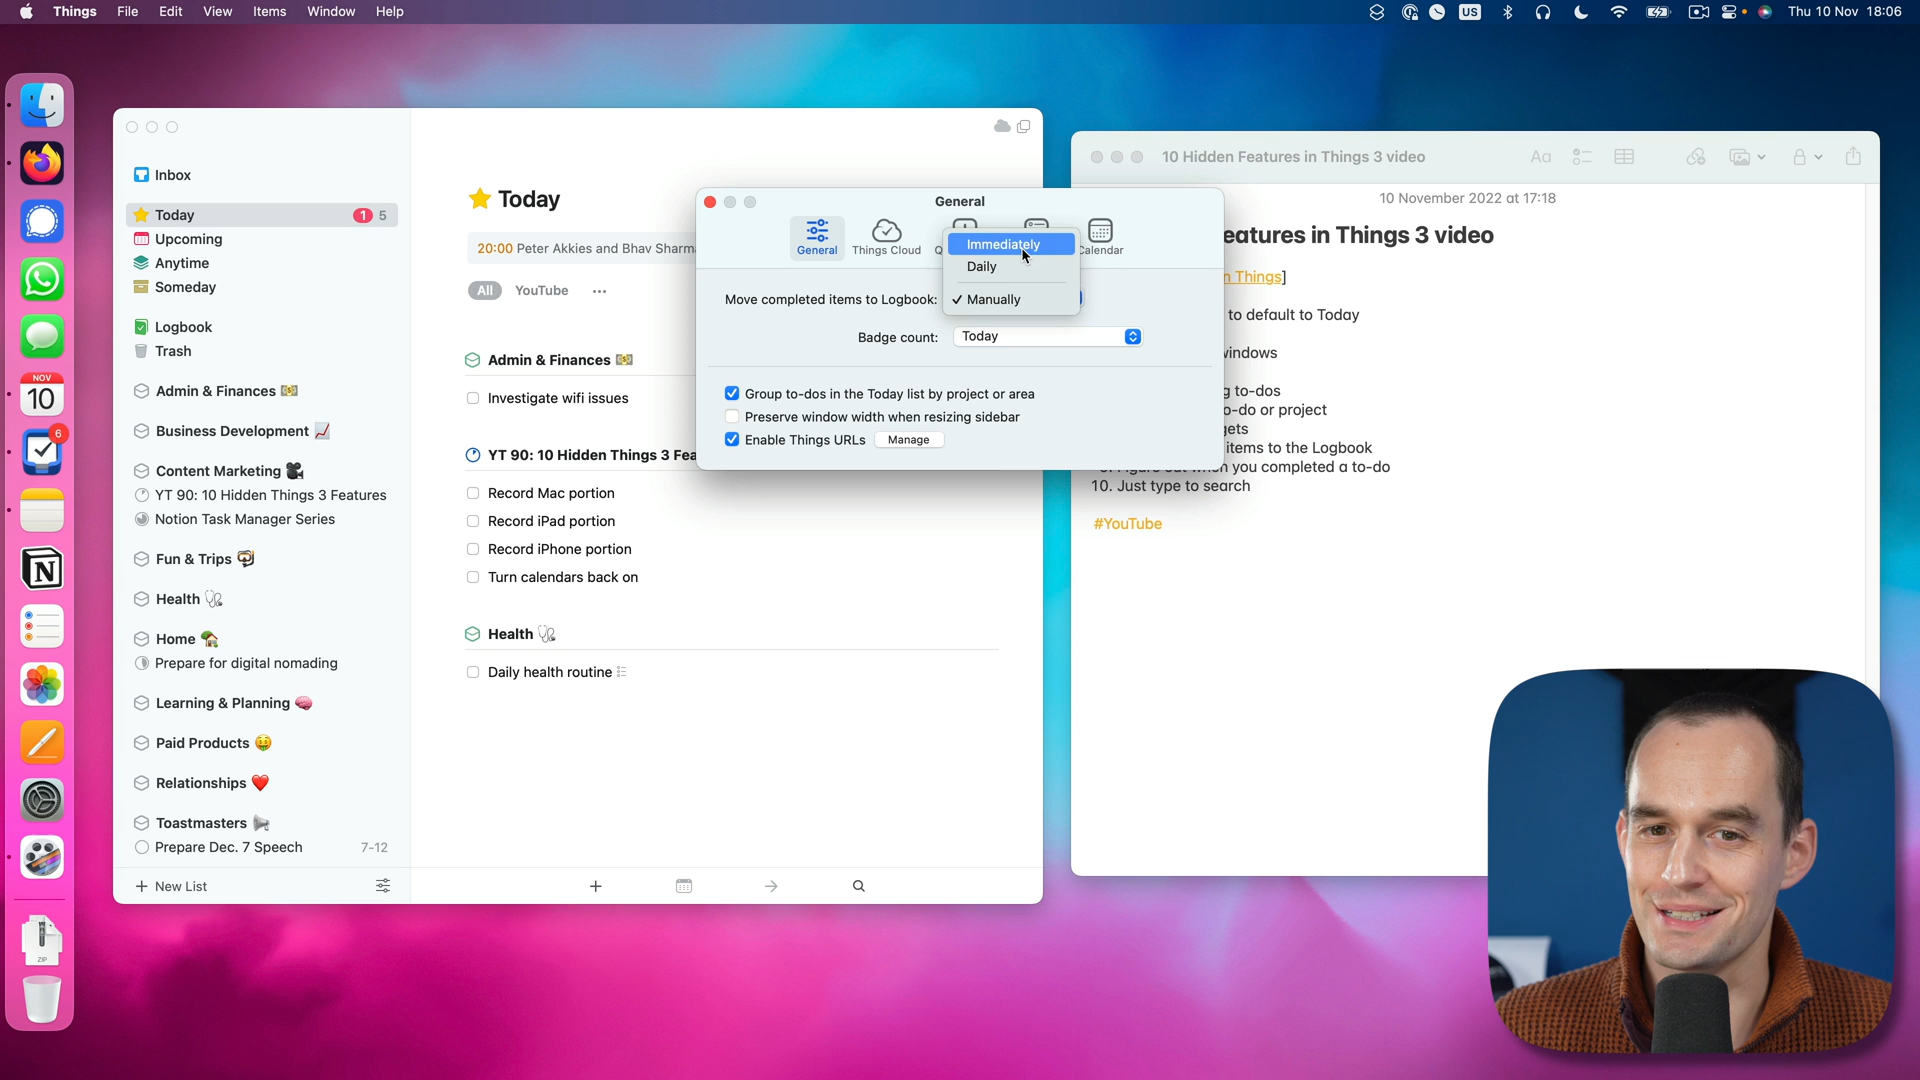 Things File Edit View Items Window Help
US Thu 10 Nov 18:06
Inbox
Today 1 5
Upcoming
Anytime
Someday
Logbook
Trash
Admin & Finances
Business Development
Content Marketing
YT 90: 10 Hidden Things 3 Features
Notion Task Manager Series
Fun & Trips
Health
Home
Prepare for digital nomading
Learning & Planning
Paid Products
Relationships
Toastmasters
Prepare Dec. 7 Speech 7-12
New List
Today
20:00 Peter Akkies and Bhav Sharm
All YouTube
Admin & Finances
Investigate wifi issues
YT 90: 10 Hidden Things 3 Fea
Record Mac portion
Record iPad portion
Record iPhone portion
Turn calendars back on
Health
Daily health routine
General
General Things Cloud Calendar
Immediately
Daily
Manually
Move completed items to Logbook:
Badge count: Today
Group to-dos in the Today list by project or area
Preserve window width when resizing sidebar
Enable Things URLs Manage
10 Hidden Features in Things 3 video
Aa
10 November 2022 at 17:18
eatures in Things 3 video
n Things]
to default to Today
indows
g to-dos
o-do or project
gets
items to the Logbook
you completed a to-do
10. Just type to search
#YouTube
NOV
10
6
N
ZIP